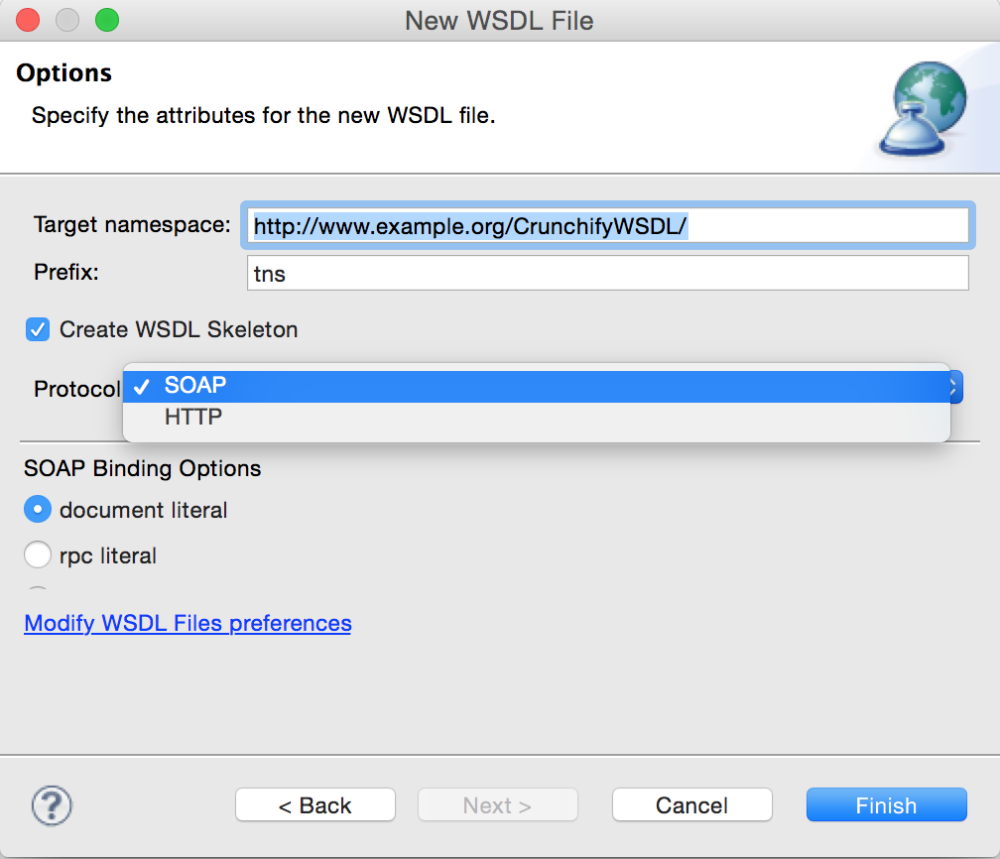 New WSDL File
Options
Specify the attributes for the new WSDL file.
Target namespace: http://www.example.org/CrunchifyWSDL/
Prefix: tns
Create WSDL Skeleton
Protocol SOAP
HTTP
SOAP Binding Options
document literal
rpc literal
Modify WSDL Files preferences
? < Back Next > Cancel Finish